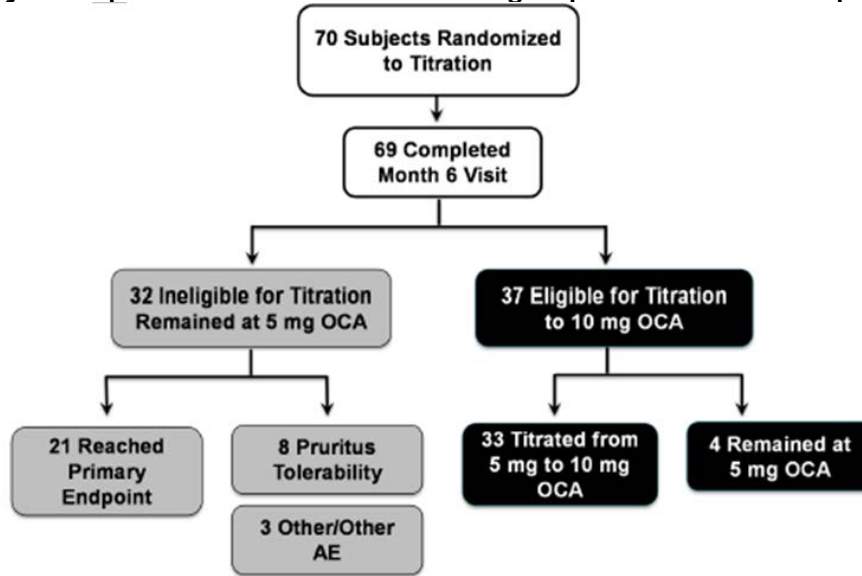 70 Subjects Randomized
to Titration
69 Completed
Month 6 Visit
32 Ineligible for Titration
Remained at 5 mg OCA
37 Eligible for Titration
to 10 mg OCA
21 Reached
Primary
Endpoint
8 Pruritus
Tolerability
3 Other/Other
AE
33 Titrated from
5 mg to 10 mg
OCA
4 Remained at
5 mg OCA